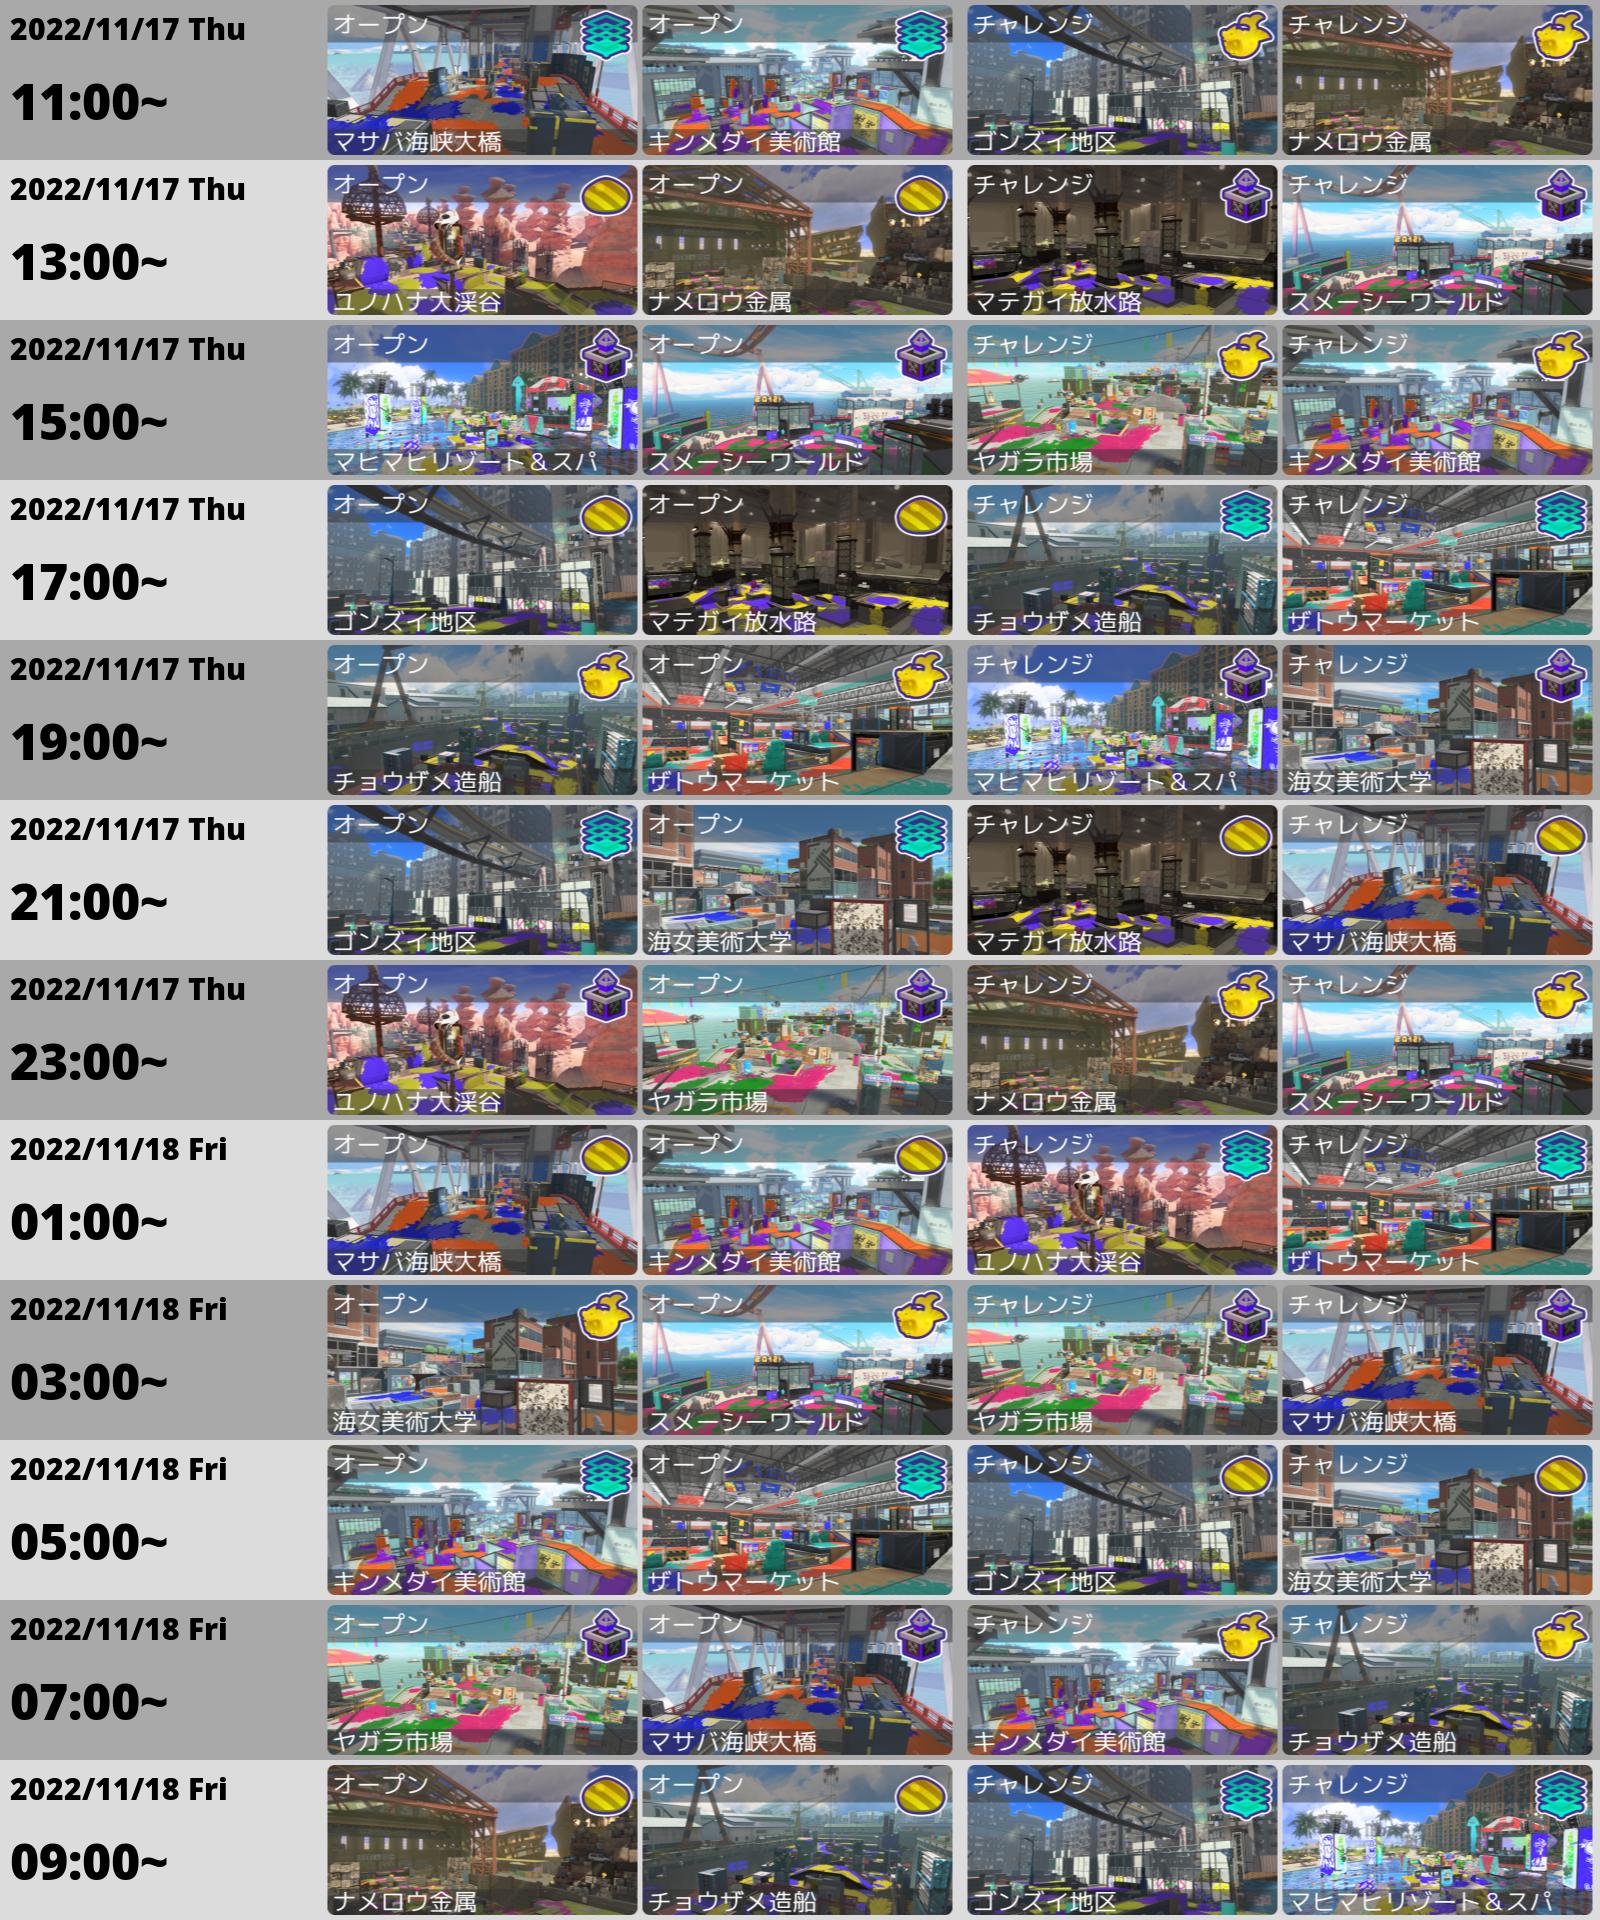 2022/11/17 Thu
11:00~
オープン
マサバ海峡大橋
オープン
キンメダイ美術館
チャレンジ
ゴンズイ地区
チャレンジ
ナメロウ金属
2022/11/17 Thu
13:00~
オープン
ユノハナ大渓谷
オープン
ナメロウ金属
チャレンジ
マテガイ放水路
チャレンジ
スメーシーワールド
2022/11/17 Thu
15:00~
オープン
マヒマヒリゾート&スパ
オープン
スメーシーワールド
チャレンジ
ヤガラ市場
チャレンジ
キンメダイ美術館
2022/11/17 Thu
17:00~
オープン
ゴンズイ地区
オープン
マテガイ放水路
チャレンジ
チョウザメ造船
チャレンジ
ザトウマーケット
2022/11/17 Thu
19:00~
オープン
チョウザメ造船
オープン
ザトウマーケット
チャレンジ
マヒマヒリゾート&スパ
チャレンジ
海女美術大学
2022/11/17 Thu
21:00~
オープン
ゴンズイ地区
オープン
海女美術大学
チャレンジ
マテガイ放水路
チャレンジ
マサバ海峡大橋
2022/11/17 Thu
23:00~
オープン
ユノハナ大渓谷
オープン
ヤガラ市場
チャレンジ
ナメロウ金属
チャレンジ
スメーシーワールド
2022/11/18 Fri
01:00~
オープン
マサバ海峡大橋
オープン
キンメダイ美術館
チャレンジ
ユノハナ大渓谷
チャレンジ
ザトウマーケット
2022/11/18 Fri
03:00~
オープン
海女美術大学
オープン
スメーシーワールド
チャレンジ
ヤガラ市場
チャレンジ
マサバ海峡大橋
2022/11/18 Fri
05:00~
オープン
キンメダイ美術館
オープン
ザトウマーケット
チャレンジ
ゴンズイ地区
チャレンジ
海女美術大学
2022/11/18 Fri
07:00~
オープン
ヤガラ市場
オープン
マサバ海峡大橋
チャレンジ
キンメダイ美術館
チャレンジ
チョウザメ造船
2022/11/18 Fri
09:00~
オープン
ナメロウ金属
オープン
チョウザメ造船
チャレンジ
ゴンズイ地区
チャレンジ
マヒマヒリゾート&スパ